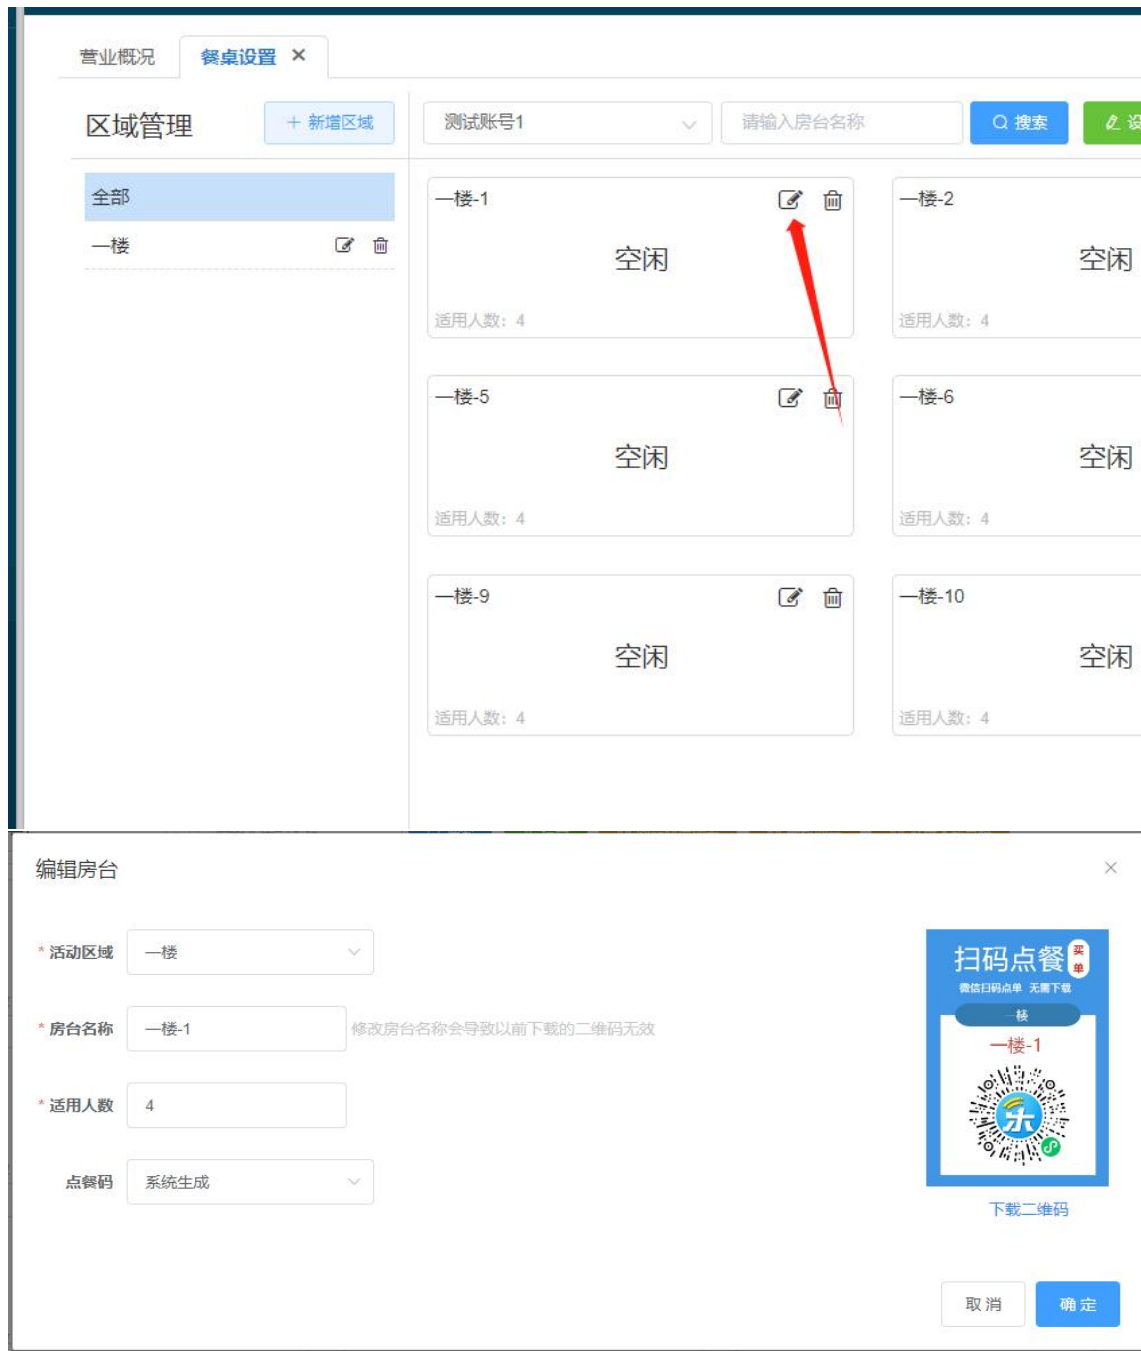 营业概况 餐桌设置 ×
区域管理 + 新增区域 测试账号1 请输入房台名称 搜索
全部
一楼
一楼-1 一楼-2
空闲 空闲
适用人数: 4 适用人数: 4
一楼-5 一楼-6
空闲 空闲
适用人数: 4 适用人数: 4
一楼-9 一楼-10
空闲 空闲
适用人数: 4 适用人数: 4
编辑房台 ×
* 活动区域 一楼
* 房台名称 一楼-1 修改房台名称会导致以前下载的二维码无效
* 适用人数 4
点餐码 系统生成
扫码点餐 买单
微信扫码点单 无需下载
一楼
一楼-1
乐
下载二维码
取消 确定